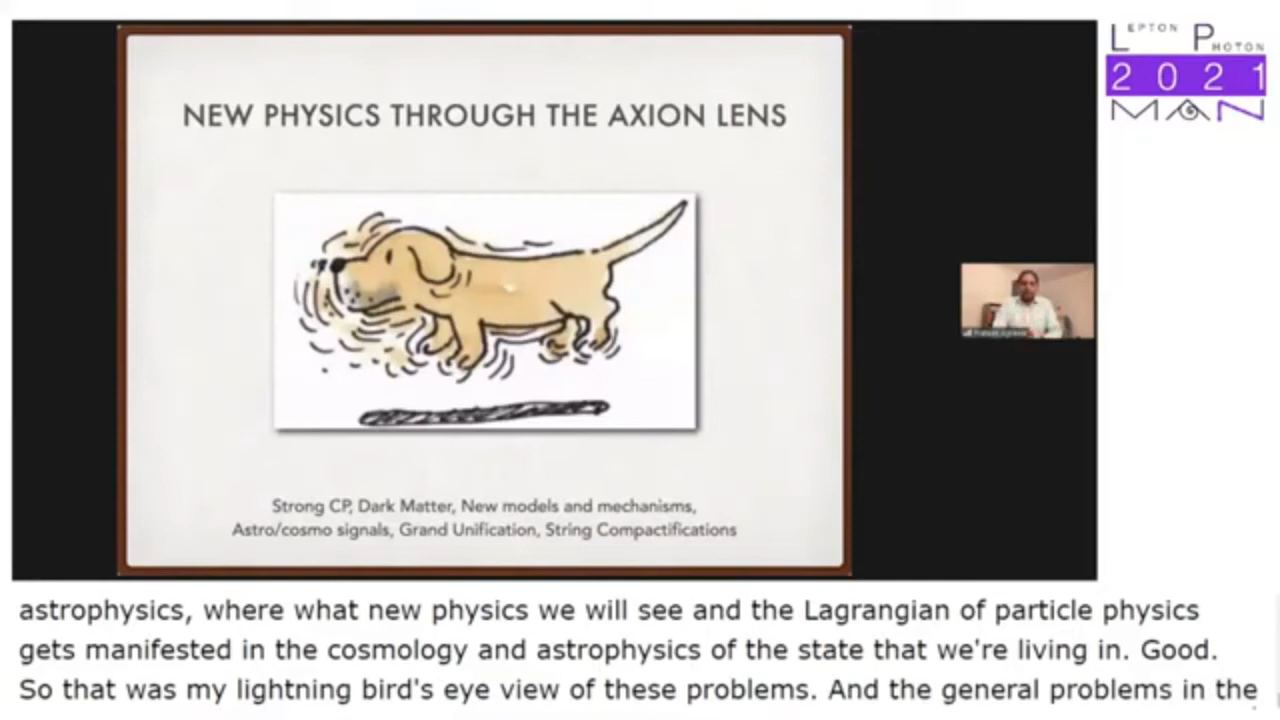 NEW PHYSICS THROUGH THE AXION LENS
Strong CP, Dark Matter, New models and mechanisms,
Astro/cosmo signals, Grand Unification, String Compactifications
LEPTON PHOTON
2021
MAN
astrophysics, where what new physics we will see and the Lagrangian of particle physics
gets manifested in the cosmology and astrophysics of the state that we're living in. Good.
So that was my lightning bird's eye view of these problems. And the general problems in the